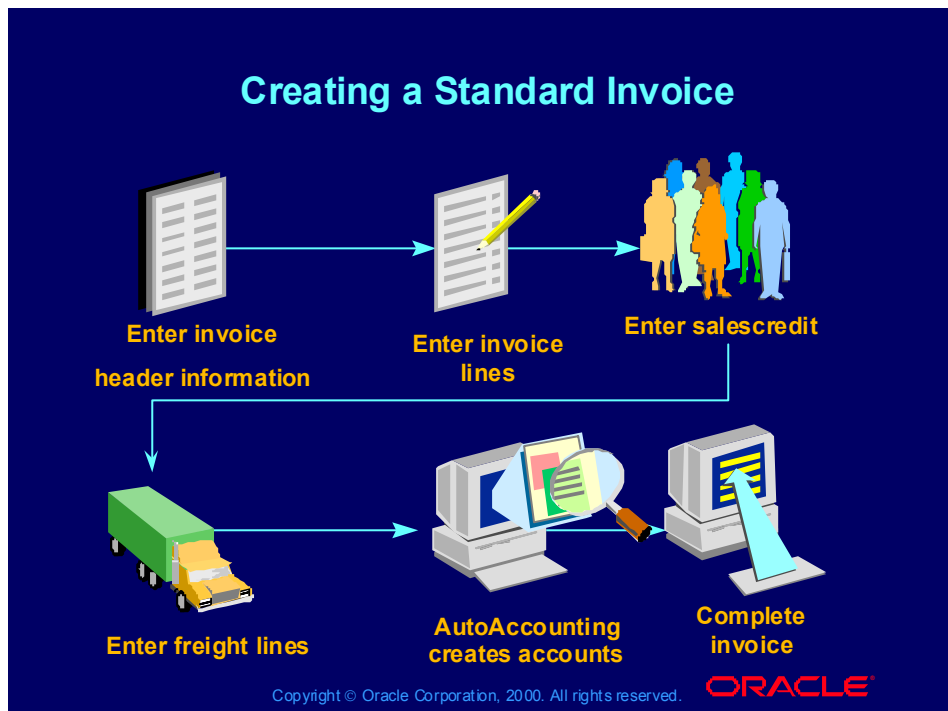 Creating a Standard Invoice
Enter invoice
header information
Enter invoice
lines
Enter salescredit
Enter freight lines
AutoAccounting
creates accounts
Complete
invoice
Copyright © Oracle Corporation, 2000. All rights reserved.
ORACLE®